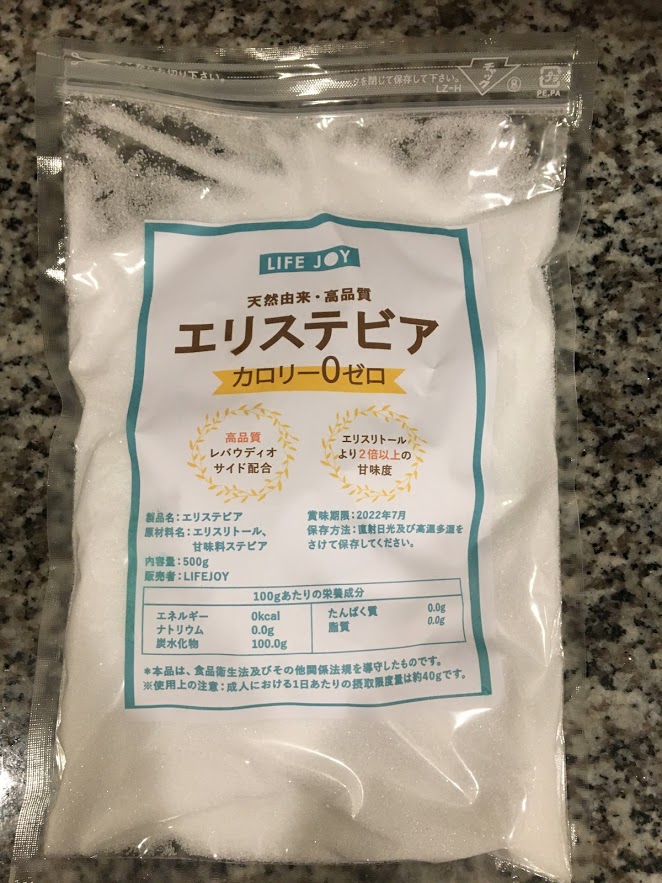 り下さい。
クを閉じて保存して下さい。
チャック
LZ-H
プラ
PE,PA
LIFE JOY
天然由来・高品質
エリステビア
カロリー0ゼロ
高品質
レバウディオ
サイド配合
エリスリトール
より2倍以上の
甘味度
製品名：エリステビア
原材料名：エリスリトール、
甘味料ステビア
内容量：500g
販売者：LIFEJOY
賞味期限：2022年7月
保存方法：直射日光及び高温多湿を
さけて保存してください。
100gあたりの栄養成分
エネルギー 0kcal
ナトリウム 0.0g
炭水化物 100.0g
たんぱく質 0.0g
脂質 0.0g
*本品は、食品衛生法及びその他関係法規を導守したものです。
※使用上の注意：成人における1日あたりの摂取限度量は約40gです。